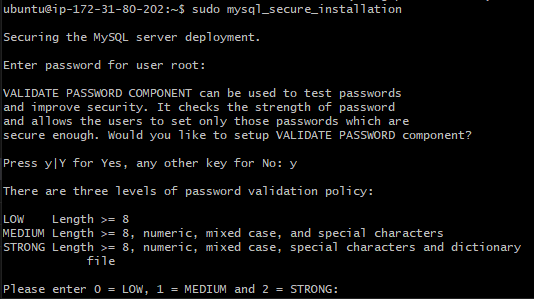 ubuntu@ip-172-31-80-202:~$ sudo mysql_secure_installation
Securing the MySQL server deployment.
Enter password for user root:
VALIDATE PASSWORD COMPONENT can be used to test passwords
and improve security. It checks the strength of password
and allows the users to set only those passwords which are
secure enough. Would you like to setup VALIDATE PASSWORD component?
Press y|Y for Yes, any other key for No: y
There are three levels of password validation policy:
LOW    Length >= 8
MEDIUM Length >= 8, numeric, mixed case, and special characters
STRONG Length >= 8, numeric, mixed case, special characters and dictionary
file
Please enter 0 = LOW, 1 = MEDIUM and 2 = STRONG: